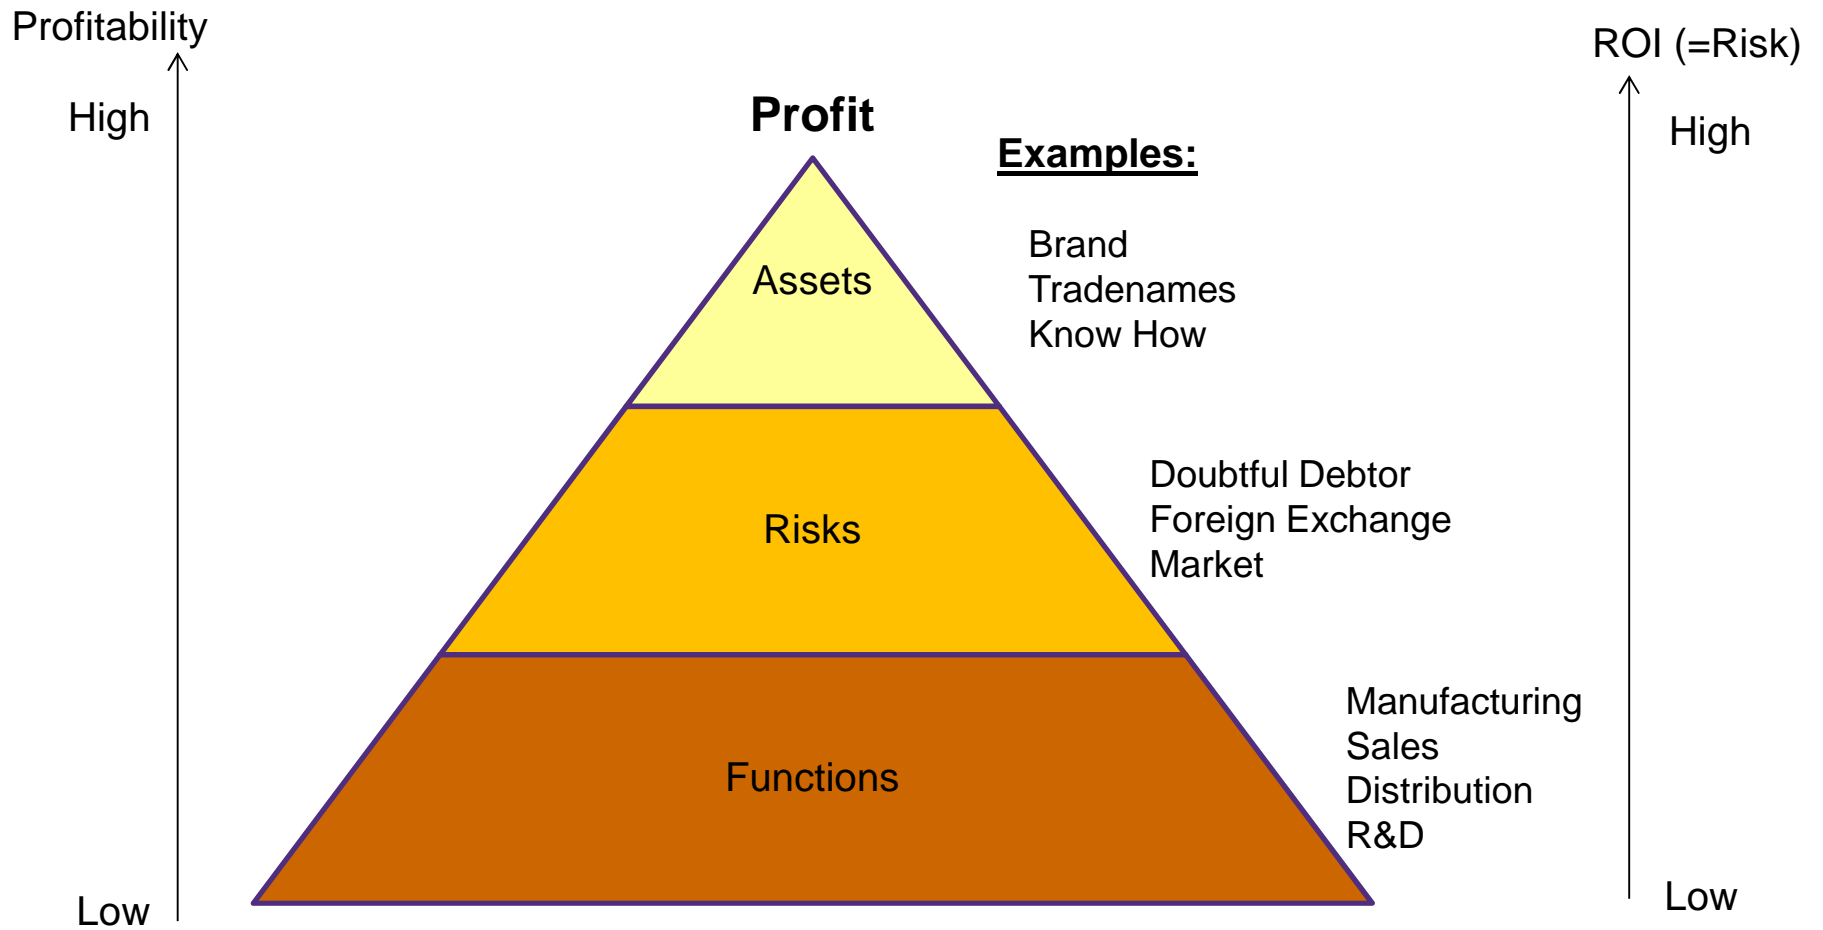 Profitability
ROI (=Risk)
High
Profit
High
Examples:
Brand
Tradenames
Know How
Assets
Doubtful Debtor
Foreign Exchange
Market
Risks
Manufacturing
Sales
Distribution
R&D
Functions
Low
Low